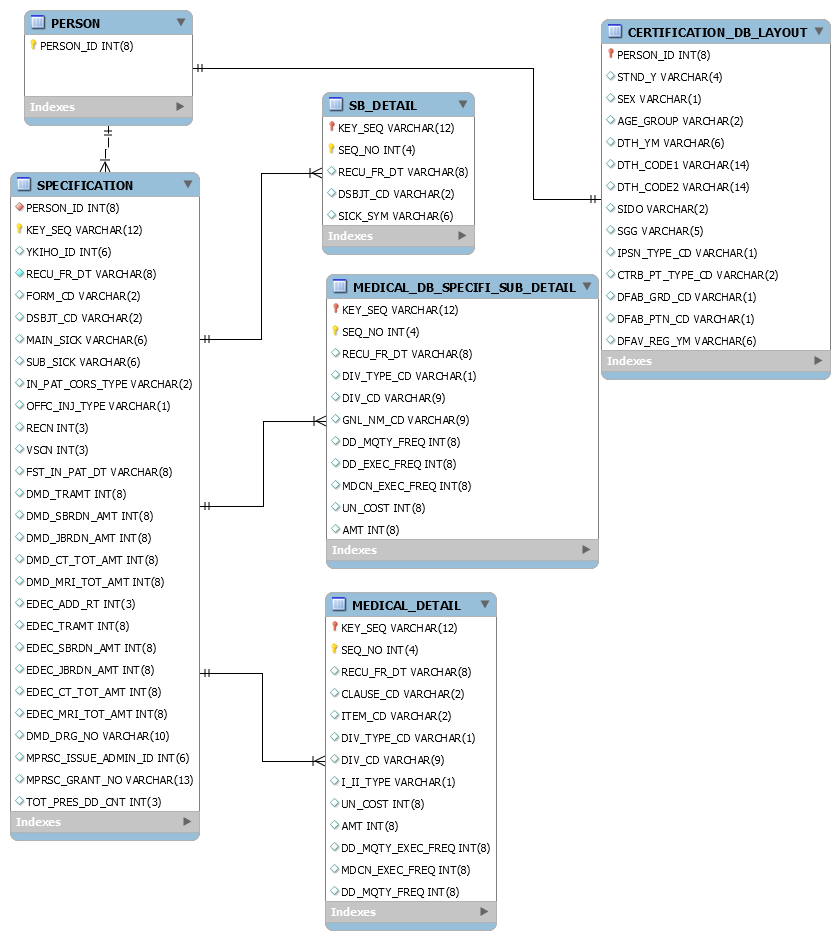 PERSON
PERSON_ID INT(8)
Indexes
SPECIFICATION
PERSON_ID INT(8)
KEY_SEQ VARCHAR(12)
YKIHO_ID INT(6)
RECU_FR_DT VARCHAR(8)
FORM_CD VARCHAR(2)
DSBJT_CD VARCHAR(2)
MAIN_SICK VARCHAR(6)
SUB_SICK VARCHAR(6)
IN_PAT_CORS_TYPE VARCHAR(2)
OFFC_INJ_TYPE VARCHAR(1)
RECN INT(3)
VSCN INT(3)
FST_IN_PAT_DT VARCHAR(8)
DMD_TRAMT INT(8)
DMD_SBRDN_AMT INT(8)
DMD_JBRDN_AMT INT(8)
DMD_CT_TOT_AMT INT(8)
DMD_MRI_TOT_AMT INT(8)
EDEC_ADD_RT INT(3)
EDEC_TRAMT INT(8)
EDEC_SBRDN_AMT INT(8)
EDEC_JBRDN_AMT INT(8)
EDEC_CT_TOT_AMT INT(8)
EDEC_MRI_TOT_AMT INT(8)
DMD_DRG_NO VARCHAR(10)
MPRSC_ISSUE_ADMIN_ID INT(6)
MPRSC_GRANT_NO VARCHAR(13)
TOT_PRES_DD_CNT INT(3)
Indexes
SB_DETAIL
KEY_SEQ VARCHAR(12)
SEQ_NO INT(4)
RECU_FR_DT VARCHAR(8)
DSBJT_CD VARCHAR(2)
SICK_SYM VARCHAR(6)
Indexes
MEDICAL_DB_SPECIFI_SUB_DETAIL
KEY_SEQ VARCHAR(12)
SEQ_NO INT(4)
RECU_FR_DT VARCHAR(8)
DIV_TYPE_CD VARCHAR(1)
DIV_CD VARCHAR(9)
GNL_NM_CD VARCHAR(9)
DD_MQTY_FREQ INT(8)
DD_EXEC_FREQ INT(8)
MDCN_EXEC_FREQ INT(8)
UN_COST INT(8)
AMT INT(8)
Indexes
MEDICAL_DETAIL
KEY_SEQ VARCHAR(12)
SEQ_NO INT(4)
RECU_FR_DT VARCHAR(8)
CLAUSE_CD VARCHAR(2)
ITEM_CD VARCHAR(2)
DIV_TYPE_CD VARCHAR(1)
DIV_CD VARCHAR(9)
I_II_TYPE VARCHAR(1)
UN_COST INT(8)
AMT INT(8)
DD_MQTY_EXEC_FREQ INT(8)
MDCN_EXEC_FREQ INT(8)
DD_MQTY_FREQ INT(8)
Indexes
CERTIFICATION_DB_LAYOUT
PERSON_ID INT(8)
STND_Y VARCHAR(4)
SEX VARCHAR(1)
AGE_GROUP VARCHAR(2)
DTH_YM VARCHAR(6)
DTH_CODE1 VARCHAR(14)
DTH_CODE2 VARCHAR(14)
SIDO VARCHAR(2)
SGG VARCHAR(5)
IPSN_TYPE_CD VARCHAR(1)
CTRB_PT_TYPE_CD VARCHAR(2)
DFAB_GRD_CD VARCHAR(1)
DFAB_PTN_CD VARCHAR(1)
DFAV_REG_YM VARCHAR(6)
Indexes